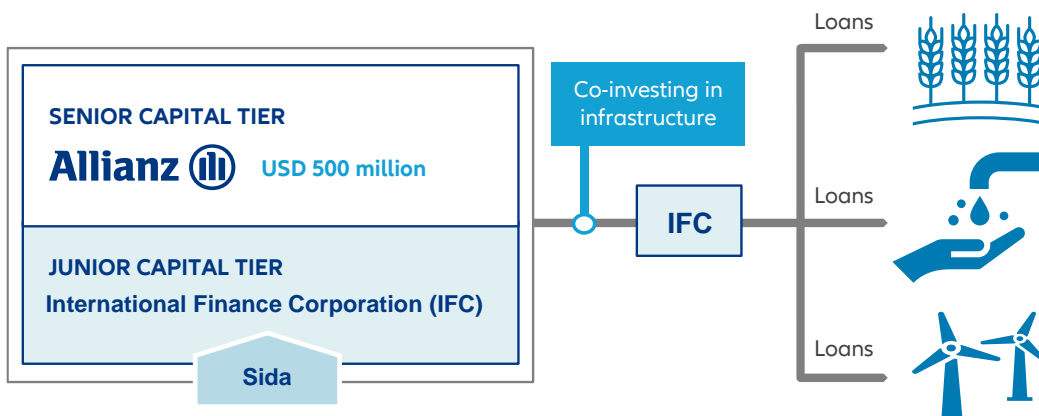 SENIOR CAPITAL TIER
Allianz
USD 500 million
JUNIOR CAPITAL TIER
International Finance Corporation (IFC)
Sida
Co-investing in
infrastructure
IFC
Loans
Loans
Loans